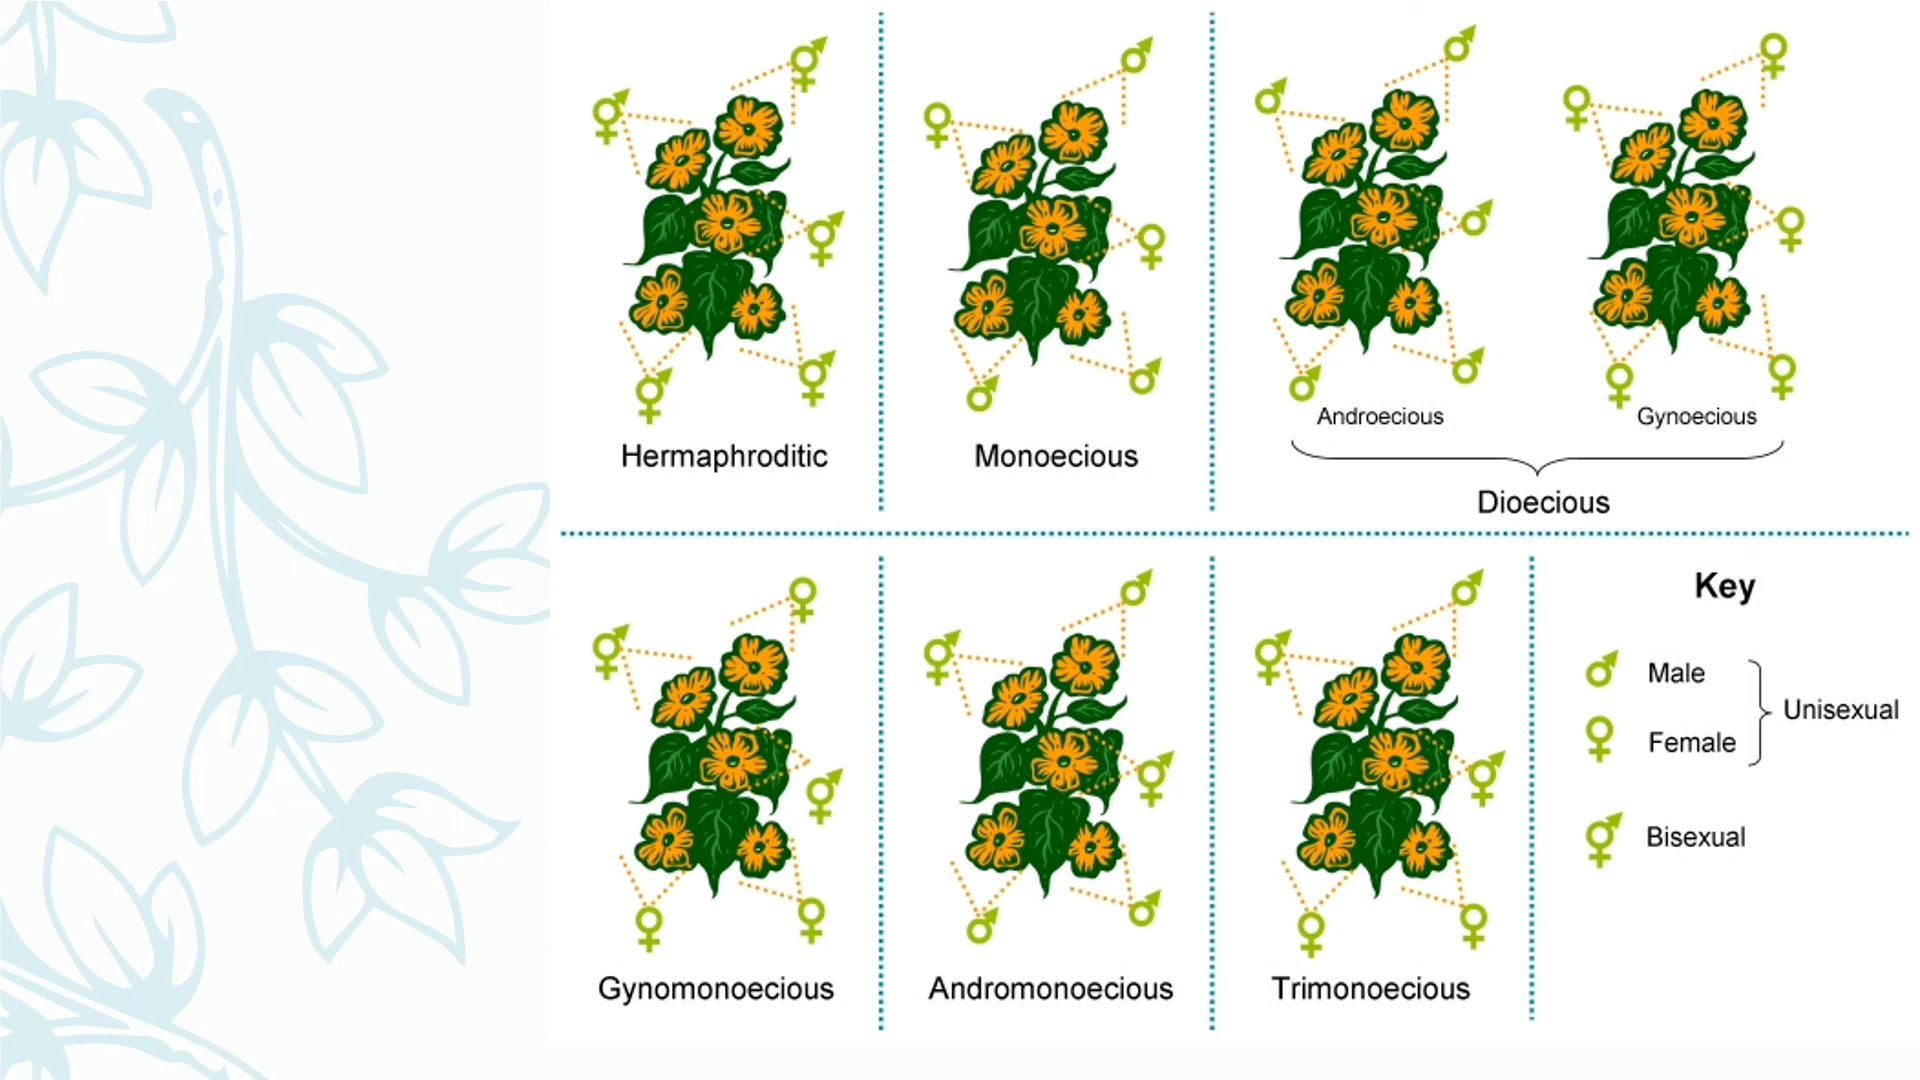 Androecious
Gynoecious
Hermaphroditic
Monoecious
Dioecious
Key
Male
Female
Unisexual
Bisexual
Gynomonoecious
Andromonoecious
Trimonoecious